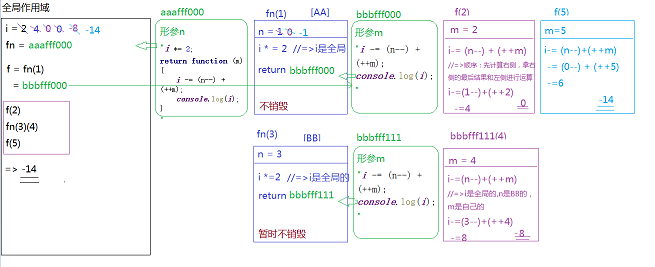 全局作用域
i = 2 4 0 0 -8 -14
fn = aaafff000
f = fn(1)
= bbbfff000
f(2)
fn(3)(4)
f(5)
=> -14
aaafff000
形参n
"i *= 2;
return function (m)
{
i -= (n--) +
(++m);
console.log(i);
}
"
fn(1) [AA]
n = 1 0 -1
i * = 2 //=>i是全局
return bbbfff000
不销毁
bbbfff000
形参m
"i -= (n--) +
(++m);
console.log(i);
"
f(2)
m = 2
i-= (n--) + (++m)
//=>顺序：先计算右侧，拿右
侧的最后结果和左侧进行运算
i-=(1--)+(++2)
-=4 0
f(5)
m=5
i-= (n--)+(++m)
-= (0--) + (++5)
-=6
-14
fn(3) [BB]
n = 3
i *=2 //=>i是全局的
return bbbfff111
暂时不销毁
bbbfff111
形参m
"i -= (n--) +
(++m);
console.log(i);
"
bbbfff111(4)
m = 4
i-=(n--)+(++m)
//=>i是全局的,n是BB的，
m是自己的
i-=(3--)+(++4)
-=8 -8